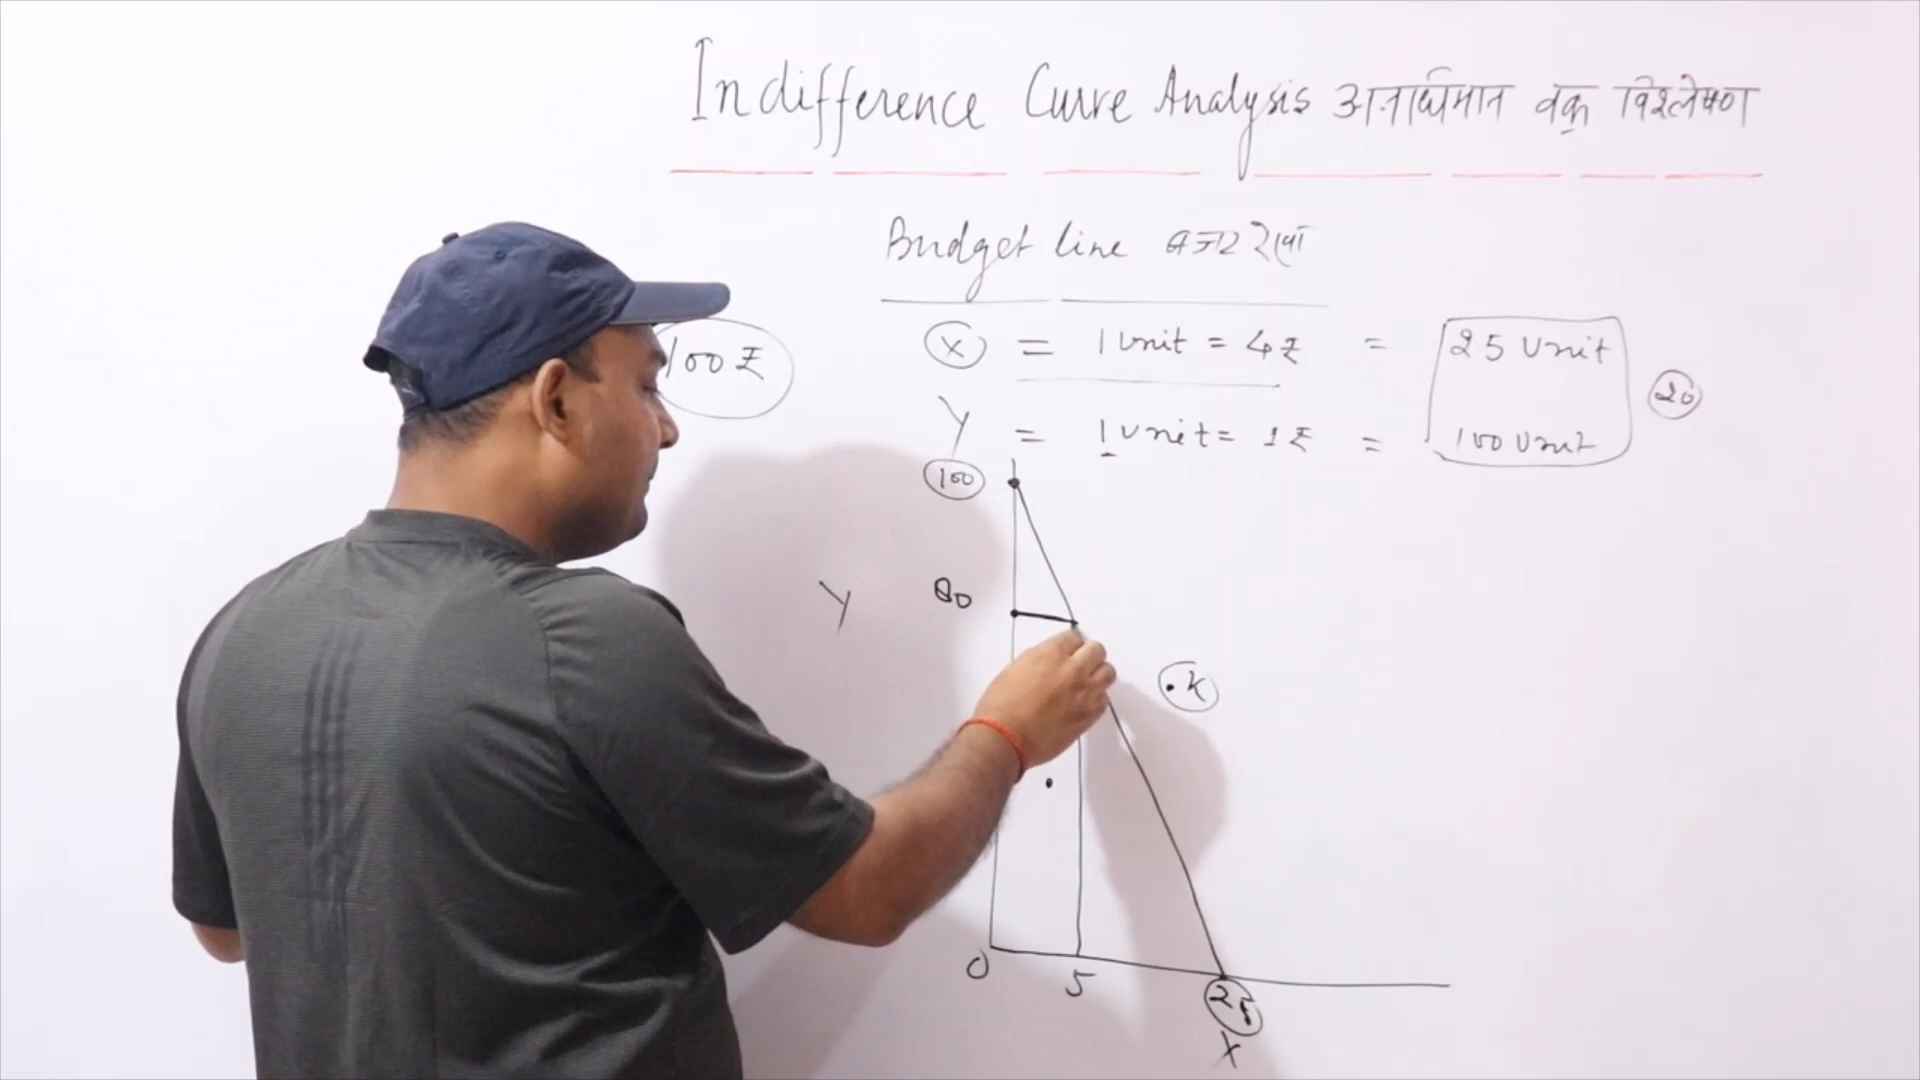 Indifference Curve Analysis अनधिमान वक्र विश्लेषण
Budget line बजट रेखा
100 ₹
X = 1 Unit = 4 ₹ = 25 Unit
20
Y = 1 Unit = 1 ₹ = 100 Unit
100
Y
80
.K
0
5
25
X